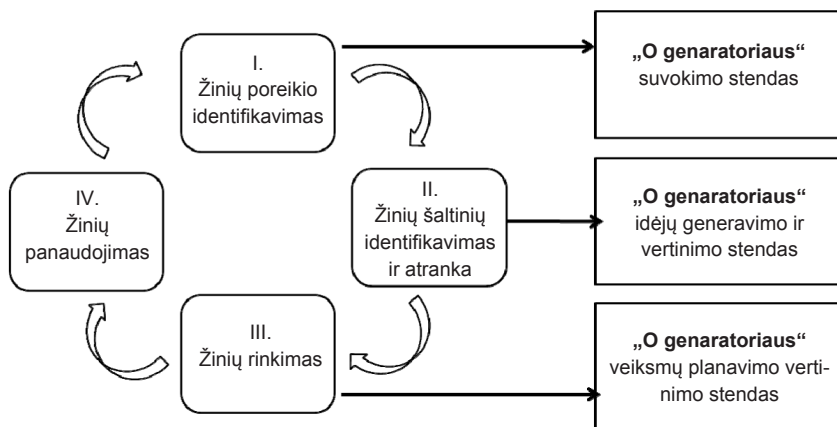 I.
Žinių poreikio
identifikavimas
„O genaratoriaus“
suvokimo stendas
II.
Žinių šaltinių
identifikavimas
ir atranka
„O genaratoriaus“
idėjų generavimo ir
vertinimo stendas
III.
Žinių rinkimas
„O genaratoriaus“
veiksmų planavimo verti-
nimo stendas
IV.
Žinių
panaudojimas